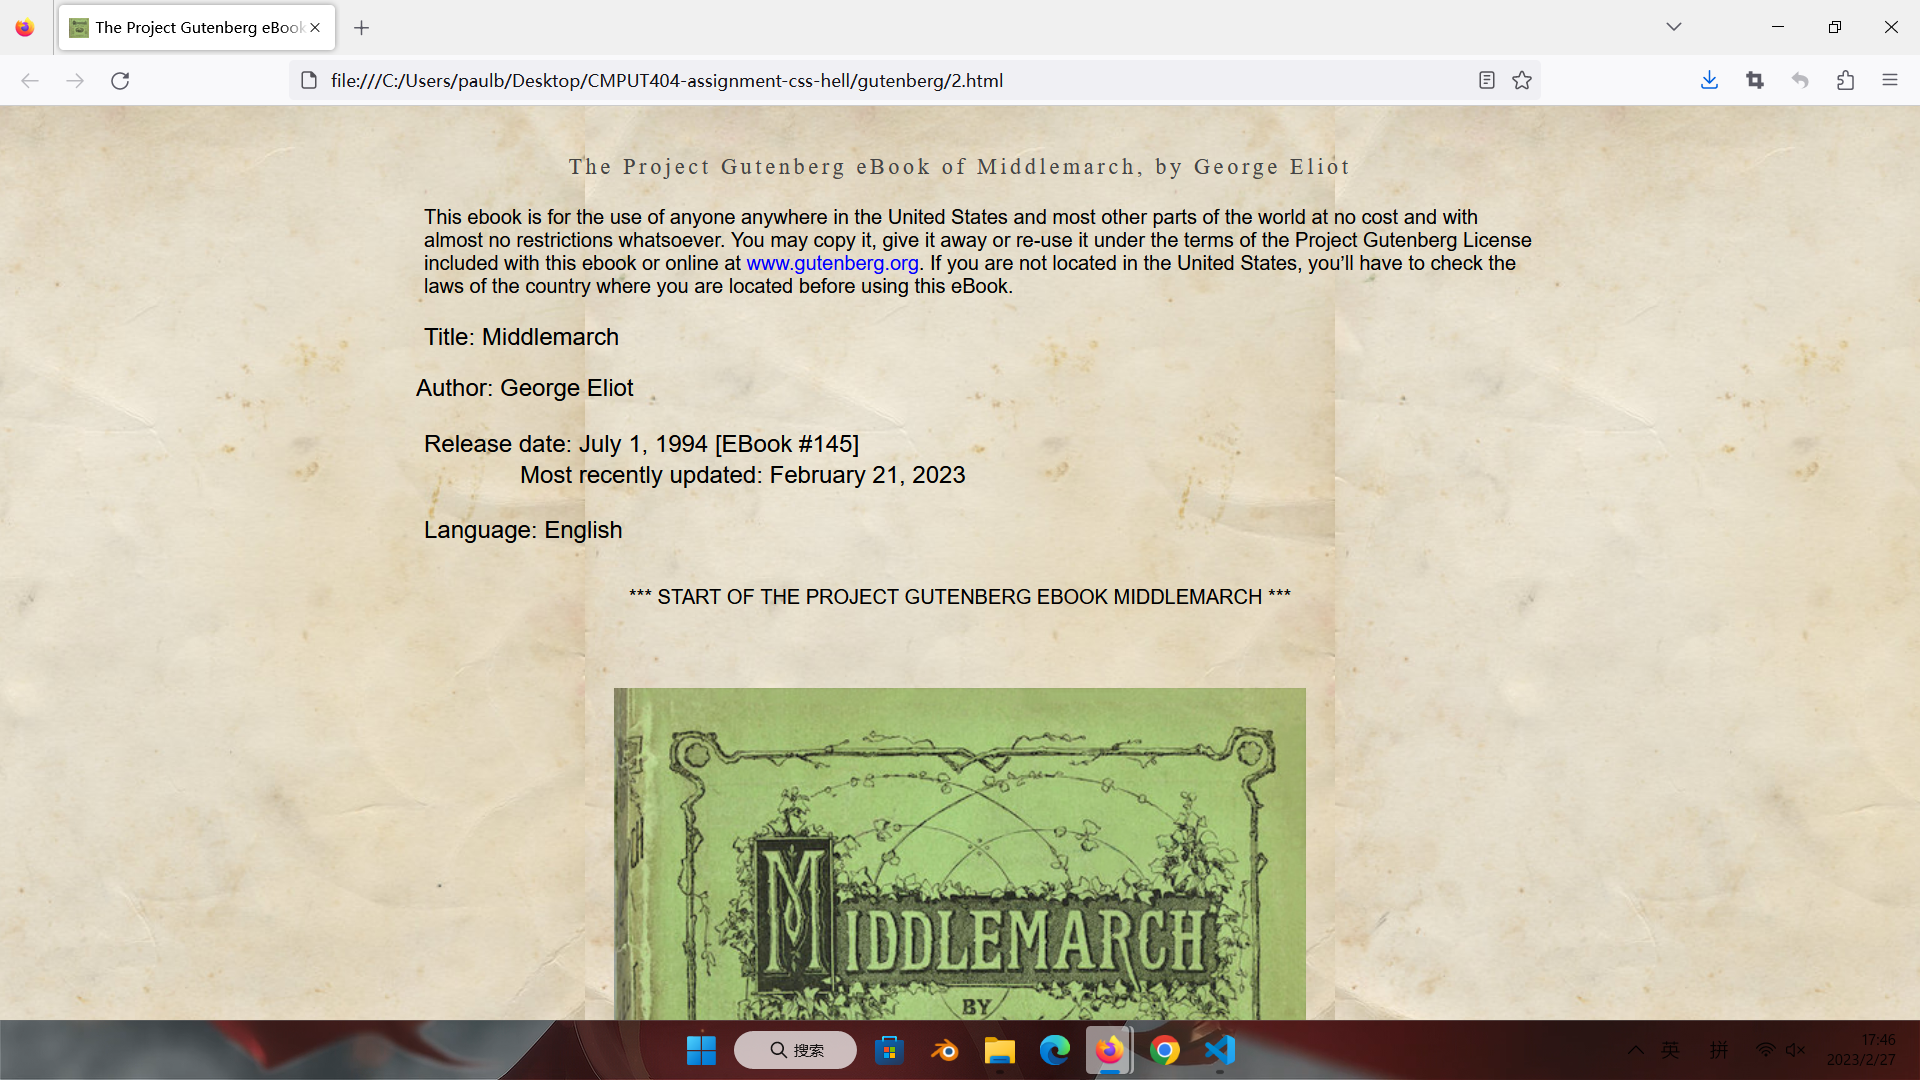 The Project Gutenberg eBook
file:///C:/Users/paulb/Desktop/CMPUT404-assignment-css-hell/gutenberg/2.html
The Project Gutenberg eBook of Middlemarch, by George Eliot
This ebook is for the use of anyone anywhere in the United States and most other parts of the world at no cost and with
almost no restrictions whatsoever. You may copy it, give it away or re-use it under the terms of the Project Gutenberg License
included with this ebook or online at www.gutenberg.org. If you are not located in the United States, you’ll have to check the
laws of the country where you are located before using this eBook.
Title: Middlemarch
Author: George Eliot
Release date: July 1, 1994 [EBook #145]
Most recently updated: February 21, 2023
Language: English
*** START OF THE PROJECT GUTENBERG EBOOK MIDDLEMARCH ***
MIDDLEMARCH
BY
搜索
英 拼
17:46
2023/2/27